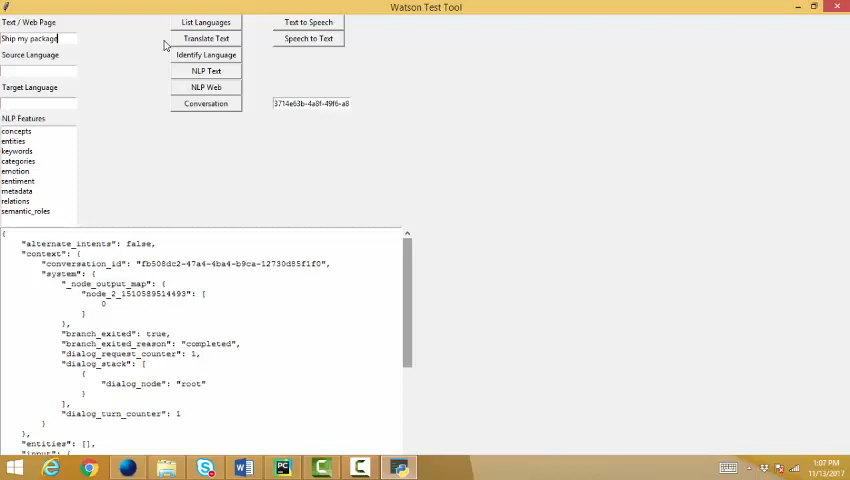 Watson Test Tool
Text / Web Page
Ship my package
Source Language
Target Language
NLP Features
concepts
entities
keywords
categories
emotion
sentiment
metadata
relations
semantic_roles
List Languages
Translate Text
Identify Language
NLP Text
NLP Web
Conversation
Text to Speech
Speech to Text
3714e63b-4a8f-49f6-a8
{
"alternate_intents": false,
"context": {
"conversation_id": "fb508dc2-47a4-4ba4-b9ca-12730d85f1f0",
"system": {
"_node_output_map": {
"node_2_1510589514493": [
0
]
},
"branch_exited": true,
"branch_exited_reason": "completed",
"dialog_request_counter": 1,
"dialog_stack": [
{
"dialog_node": "root"
}
],
"dialog_turn_counter": 1
}
},
"entities": [],
"input": {
1:07 PM
11/13/2017